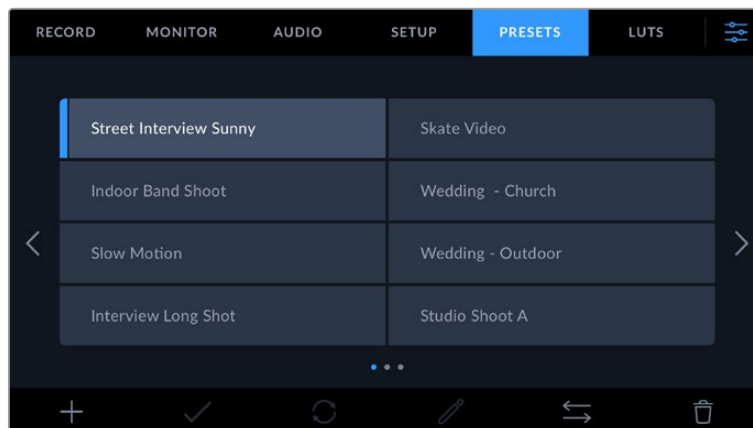 RECORD MONITOR AUDIO SETUP PRESETS LUTS
Street Interview Sunny Skate Video
Indoor Band Shoot Wedding - Church
Slow Motion Wedding - Outdoor
Interview Long Shot Studio Shoot A